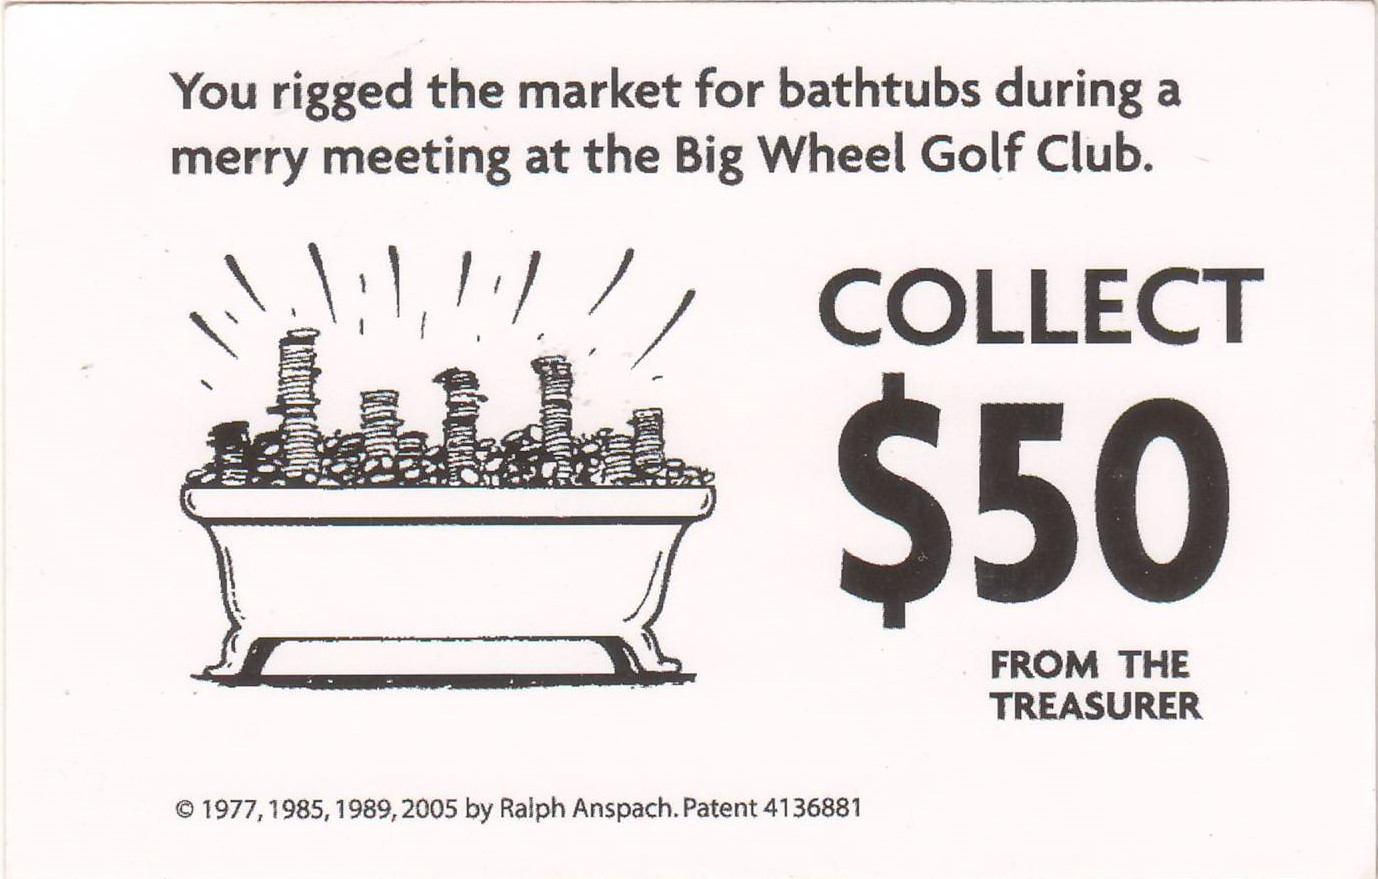 You rigged the market for bathtubs during a
merry meeting at the Big Wheel Golf Club.
COLLECT
$50
FROM THE
TREASURER
© 1977, 1985, 1989, 2005 by Ralph Anspach. Patent 4136881